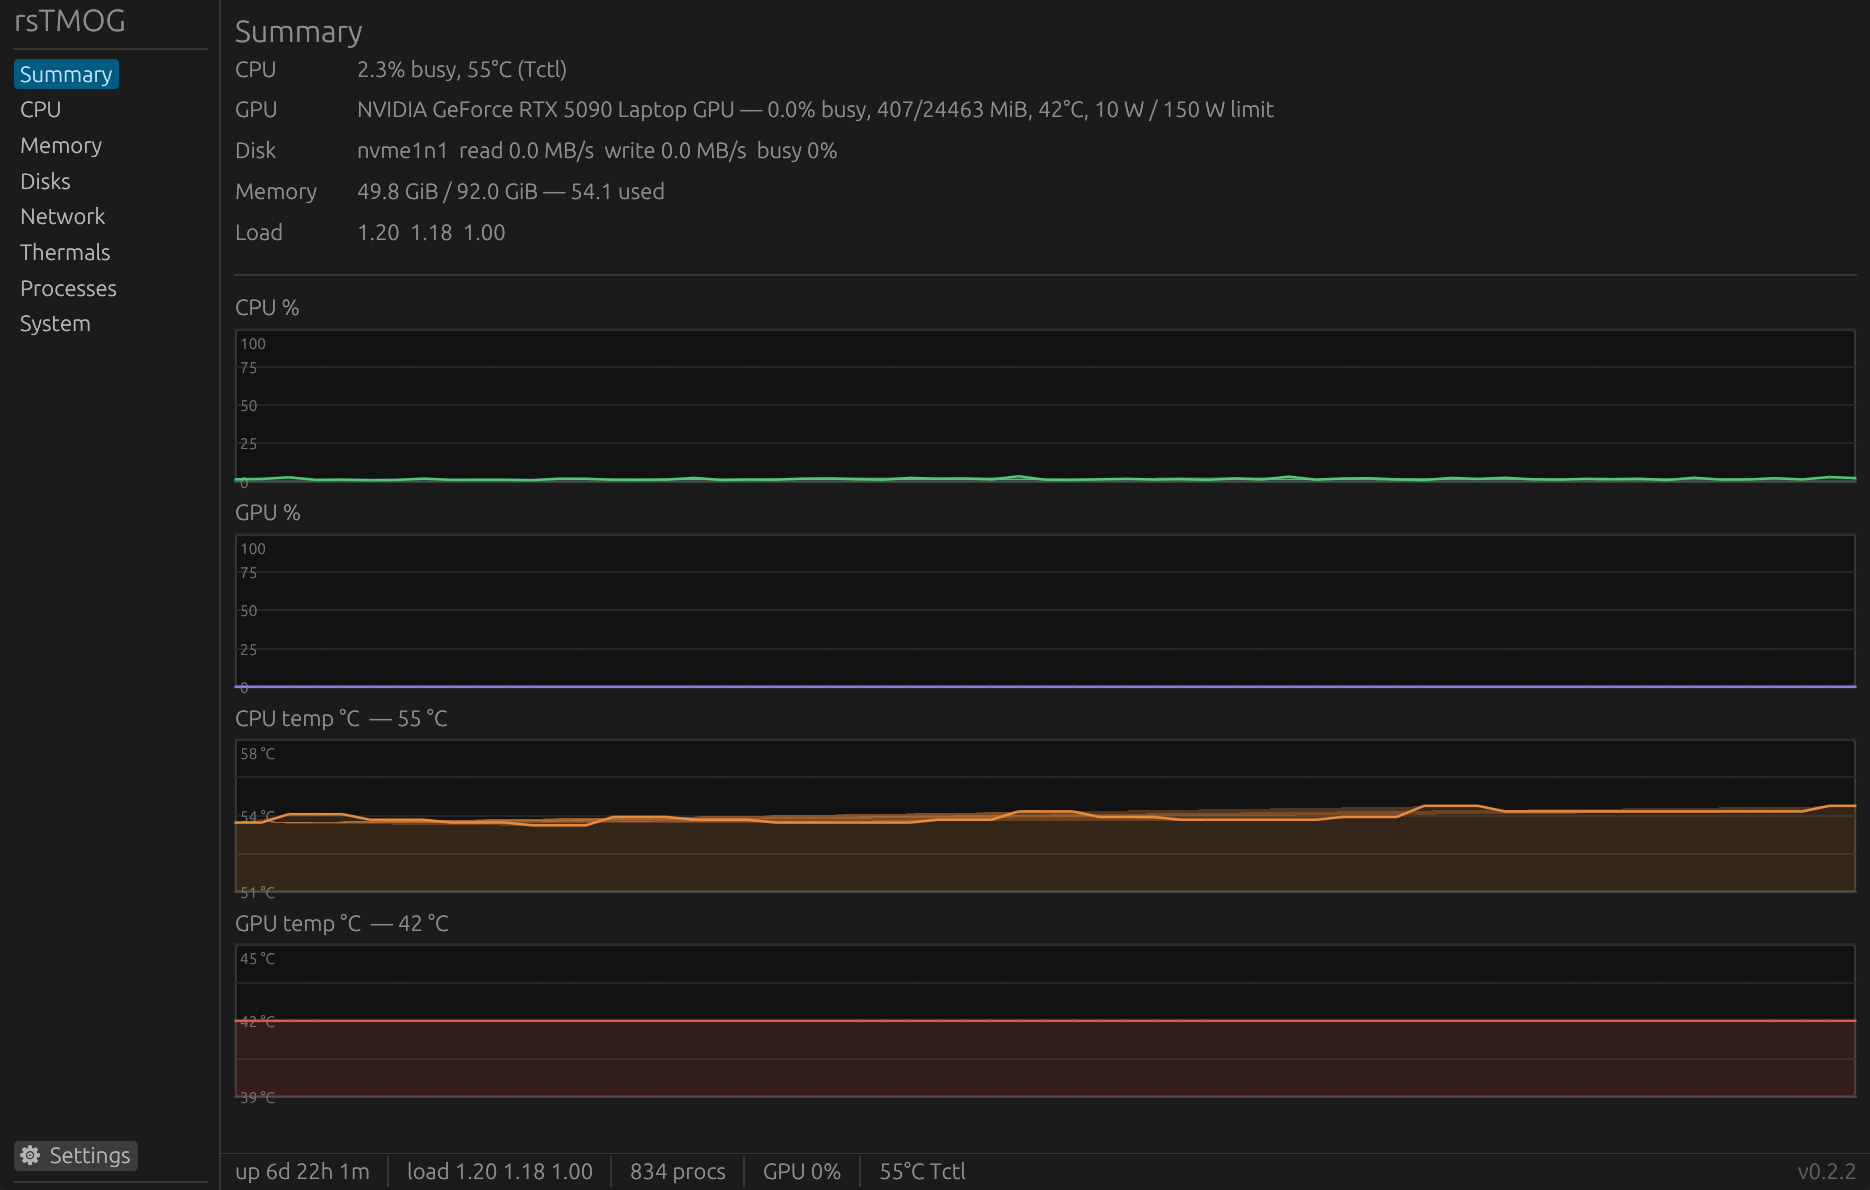 rsTMOG
Summary
CPU
Memory
Disks
Network
Thermals
Processes
System
Settings
Summary
CPU 2.3% busy, 55°C (Tctl)
GPU NVIDIA GeForce RTX 5090 Laptop GPU — 0.0% busy, 407/24463 MiB, 42°C, 10 W / 150 W limit
Disk nvme1n1 read 0.0 MB/s write 0.0 MB/s busy 0%
Memory 49.8 GiB / 92.0 GiB — 54.1 used
Load 1.20 1.18 1.00
CPU %
100
75
50
25
0
GPU %
100
75
50
25
0
CPU temp °C — 55 °C
58 °C
54 °C
51 °C
GPU temp °C — 42 °C
45 °C
42 °C
39 °C
up 6d 22h 1m load 1.20 1.18 1.00 834 procs GPU 0% 55°C Tctl v0.2.2